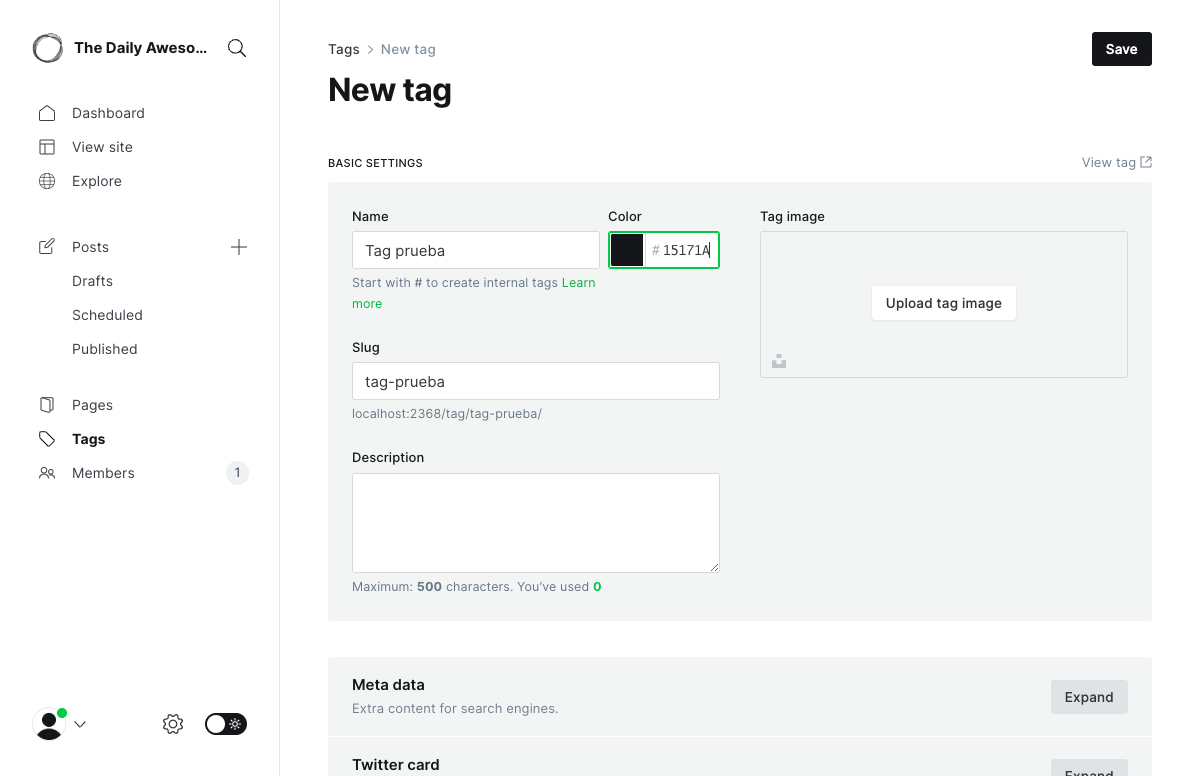 The Daily Aweso...
Dashboard
View site
Explore
Posts
Drafts
Scheduled
Published
Pages
Tags
Members
1
Tags > New tag
Save
New tag
BASIC SETTINGS
View tag
Name
Tag prueba
Start with # to create internal tags Learn
more
Color
# 15171A
Slug
tag-prueba
localhost:2368/tag/tag-prueba/
Description
Maximum: 500 characters. You’ve used 0
Tag image
Upload tag image
Meta data
Extra content for search engines.
Expand
Twitter card
Expand